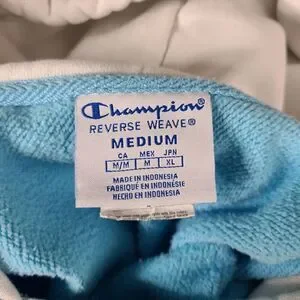 Champion®
REVERSE WEAVE®
MEDIUM
CA MEX JPN
M/M M XL
MADE IN INDONESIA
FABRIQUÉ EN INDONÉSIE
HECHO EN INDONESIA